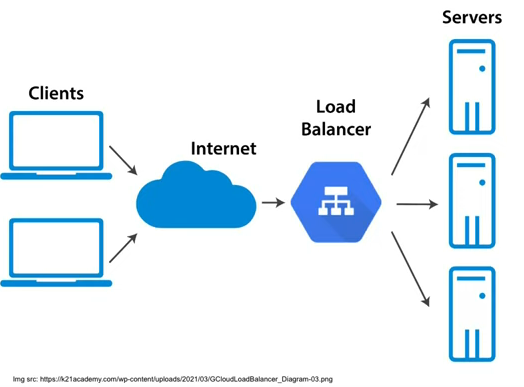 Servers
Clients
Load
Balancer
Internet
Img src: https://k21academy.com/wp-content/uploads/2021/03/GCloudLoadBalancer_Diagram-03.png